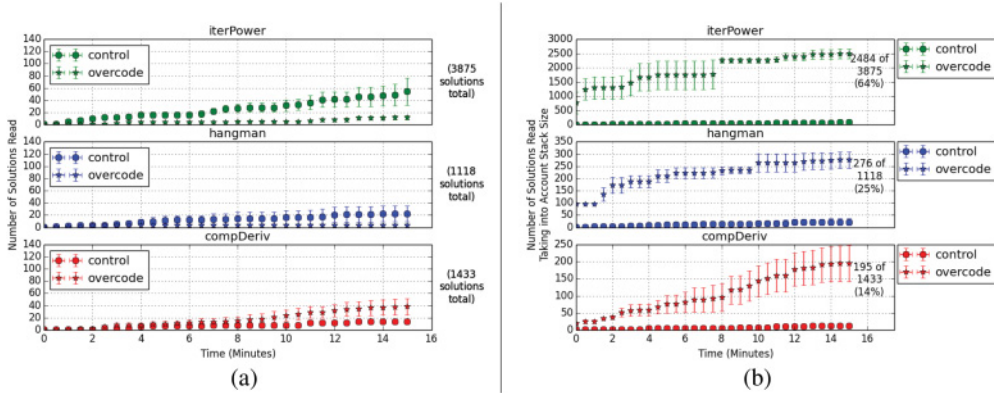 iterPower
140
120
100
80
60
40
20
0
control
overcode
(3875
solutions
total)
hangman
140
120
100
80
60
40
20
0
control
overcode
(1118
solutions
total)
compDeriv
140
120
100
80
60
40
20
0
control
overcode
(1433
solutions
total)
0 2 4 6 8 10 12 14 16
Time (Minutes)
Number of Solutions Read
(a)
iterPower
3000
2500
2000
1500
1000
500
0
2484 of
3875
(64%)
control
overcode
hangman
350
300
250
200
150
100
50
0
276 of
1118
(25%)
control
overcode
compDeriv
250
200
150
100
50
0
195 of
1433
(14%)
control
overcode
0 2 4 6 8 10 12 14 16
Time (Minutes)
Number of Solutions Read
Taking into Account Stack Size
(b)